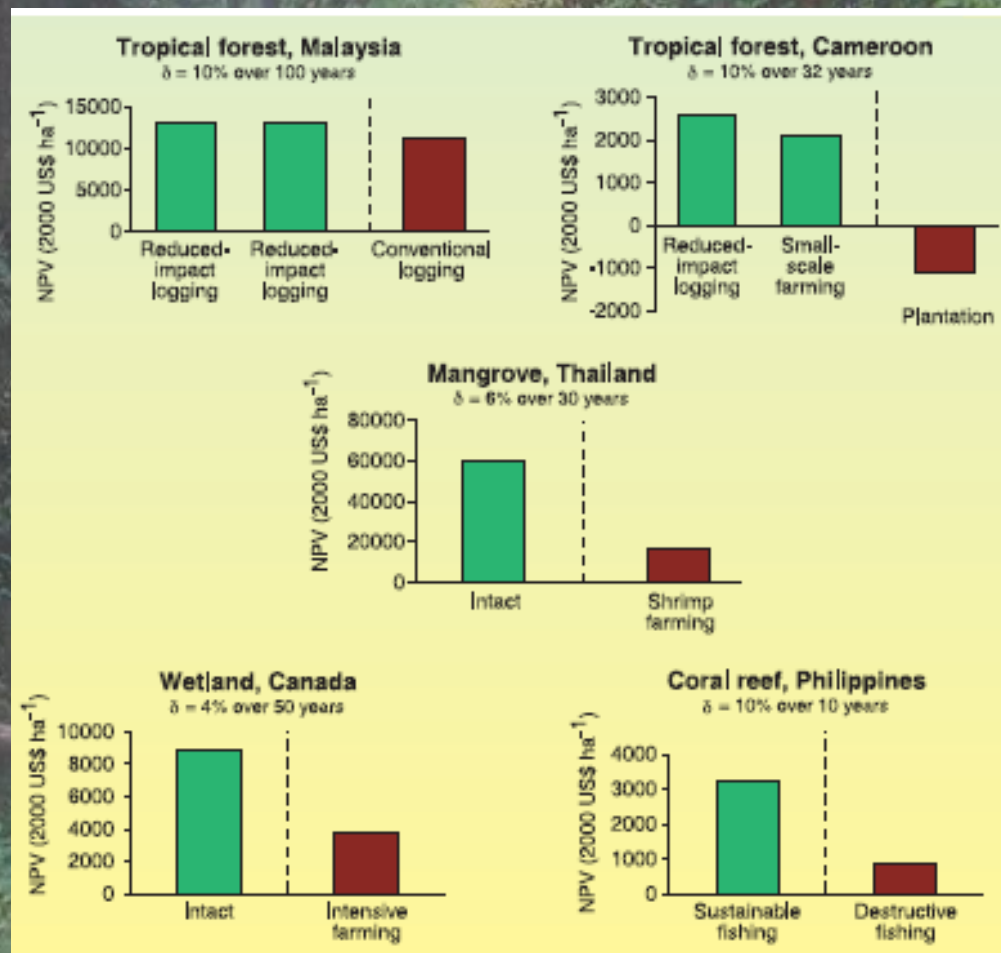 Tropical forest, Malaysia
δ = 10% over 100 years
NPV (2000 US$ ha⁻¹)
15000
10000
5000
0
Reduced-
impact
logging
Reduced-
impact
logging
Conventional
logging
Tropical forest, Cameroon
δ = 10% over 32 years
NPV (2000 US$ ha⁻¹)
3000
2000
1000
0
-1000
-2000
Reduced-
impact
logging
Small-
scale
farming
Plantation
Mangrove, Thailand
δ = 6% over 30 years
NPV (2000 US$ ha⁻¹)
80000
60000
40000
20000
0
Intact
Shrimp
farming
Wetland, Canada
δ = 4% over 50 years
NPV (2000 US$ ha⁻¹)
10000
8000
6000
4000
2000
0
Intact
Intensive
farming
Coral reef, Philippines
δ = 10% over 10 years
NPV (2000 US$ ha⁻¹)
4000
3000
2000
1000
0
Sustainable
fishing
Destructive
fishing